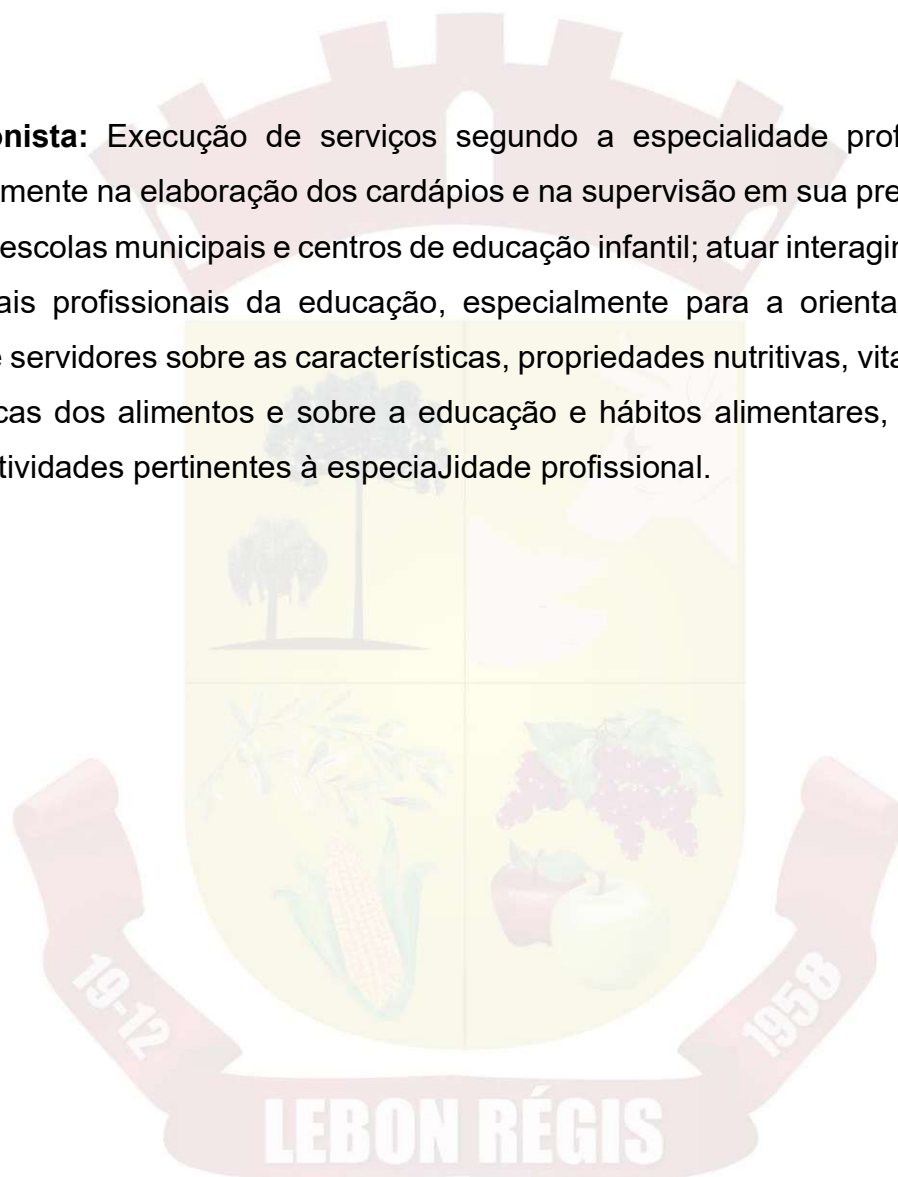 onista: Execução de serviços segundo a especialidade prof
mente na elaboração dos cardápios e na supervisão em sua pre
escolas municipais e centros de educação infantil; atuar interagir
ais profissionais da educação, especialmente para a orienta
e servidores sobre as características, propriedades nutritivas, vita
cas dos alimentos e sobre a educação e hábitos alimentares,
tividades pertinentes à especiaJidade profissional.
19-12
1958
LEBON RÉGIS